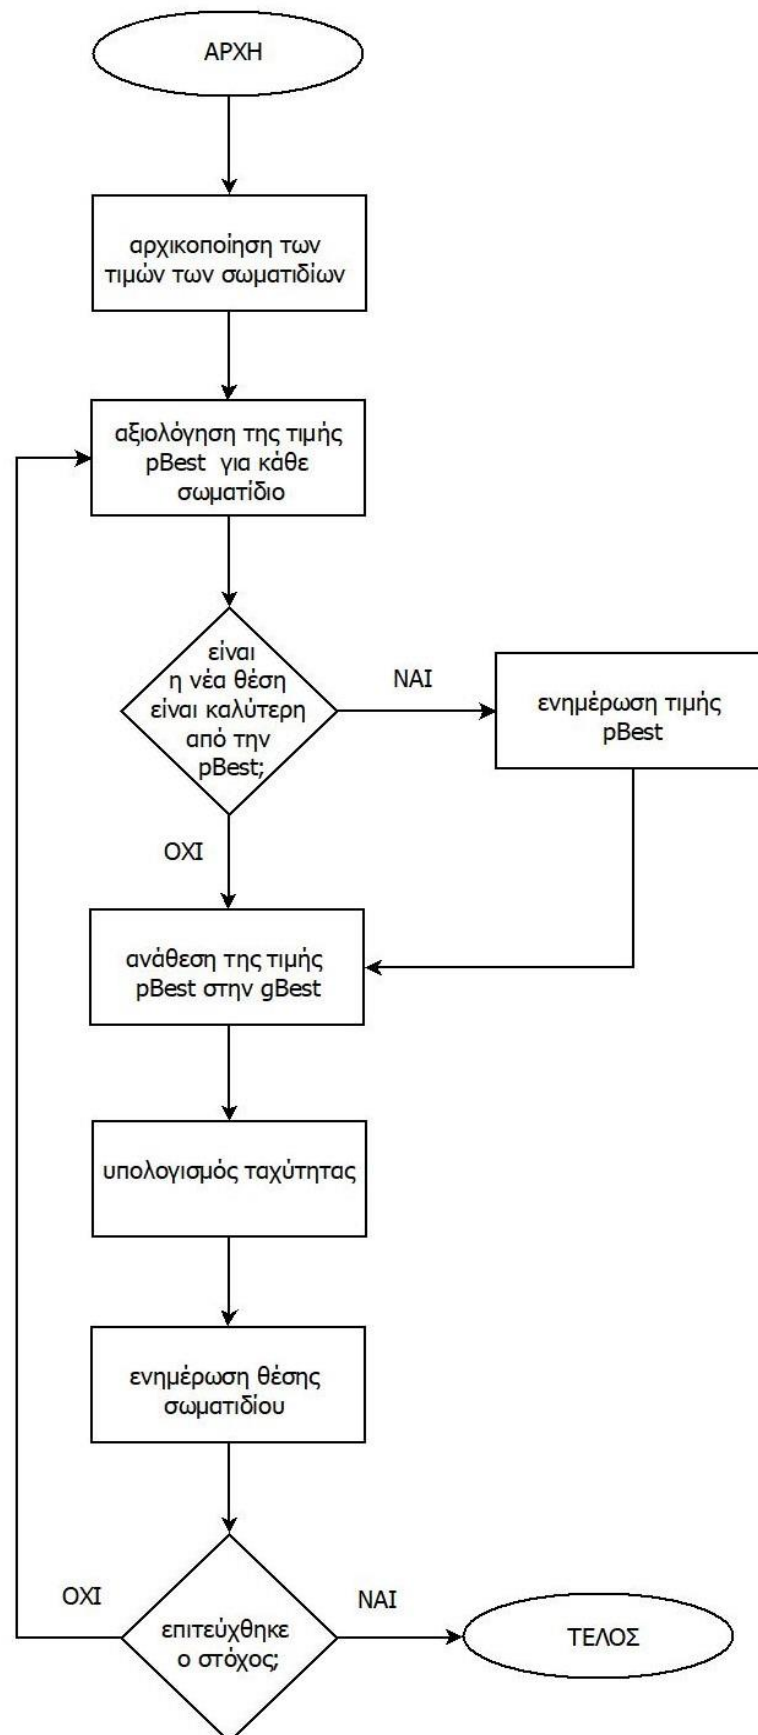 ΑΡΧΗ
αρχικοποίηση των
τιμών των σωματιδίων
αξιολόγηση της τιμής
pBest για κάθε
σωματίδιο
είναι
η νέα θέση
είναι καλύτερη
από την
pBest;
ΝΑΙ
ενημέρωση τιμής
pBest
ΟΧΙ
ανάθεση της τιμής
pBest στην gBest
υπολογισμός ταχύτητας
ενημέρωση θέσης
σωματιδίου
ΟΧΙ
επιτεύχθηκε
ο στόχος;
ΝΑΙ
ΤΕΛΟΣ